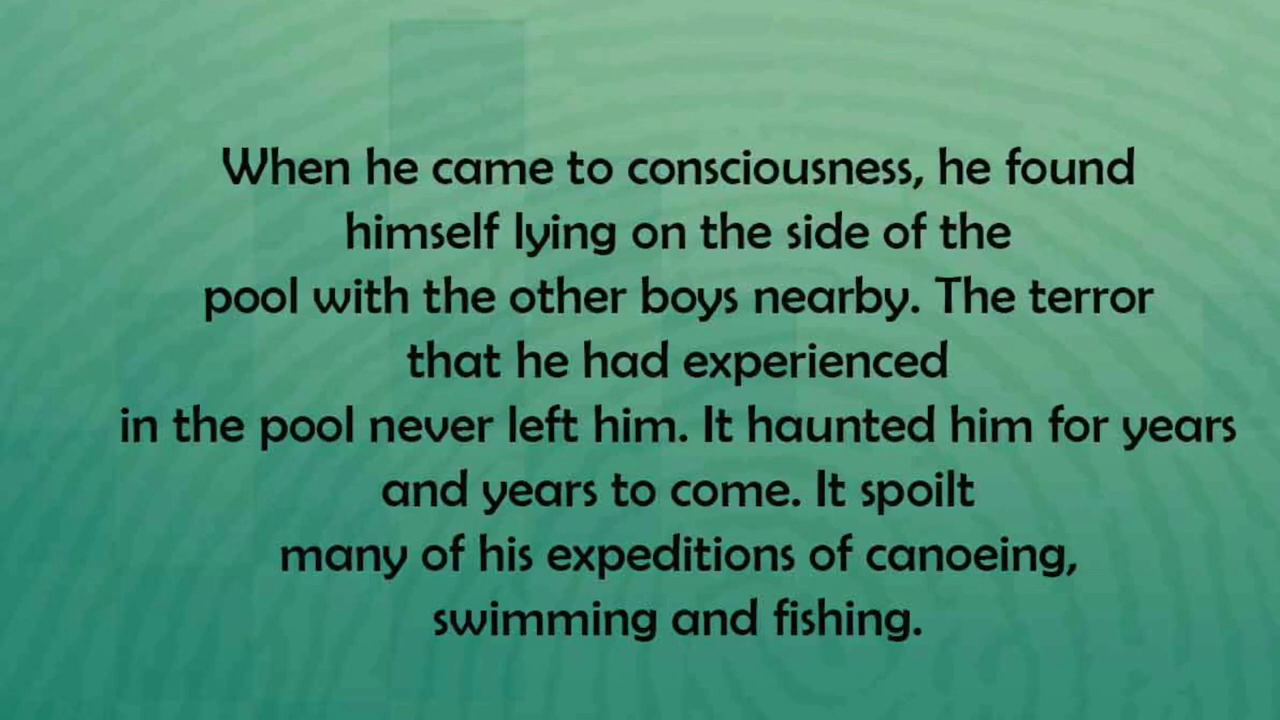 When he came to consciousness, he found
himself lying on the side of the
pool with the other boys nearby. The terror
that he had experienced
in the pool never left him. It haunted him for years
and years to come. It spoilt
many of his expeditions of canoeing,
swimming and fishing.